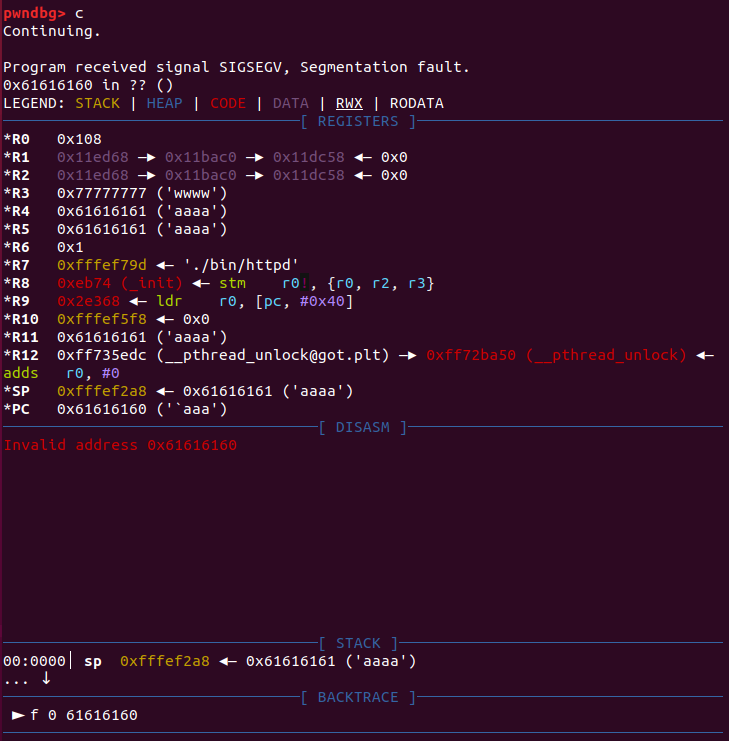 pwndbg> c
Continuing.
Program received signal SIGSEGV, Segmentation fault.
0x61616160 in ?? ()
LEGEND: STACK | HEAP | CODE | DATA | RWX | RODATA
[ REGISTERS ]
*R0   0x108
*R1   0x11ed68 —▸ 0x11bac0 —▸ 0x11dc58 ◂— 0x0
*R2   0x11ed68 —▸ 0x11bac0 —▸ 0x11dc58 ◂— 0x0
*R3   0x77777777 ('wwww')
*R4   0x61616161 ('aaaa')
*R5   0x61616161 ('aaaa')
*R6   0x1
*R7   0xfffef79d ◂— './bin/httpd'
*R8   0xeb74 (_init) ◂— stm    r0!, {r0, r2, r3}
*R9   0x2e368 ◂— ldr    r0, [pc, #0x40]
*R10  0xfffef5f8 ◂— 0x0
*R11  0x61616161 ('aaaa')
*R12  0xff735edc (__pthread_unlock@got.plt) —▸ 0xff72ba50 (__pthread_unlock) ◂—
adds   r0, #0
*SP   0xfffef2a8 ◂— 0x61616161 ('aaaa')
*PC   0x61616160 ('`aaa')
[ DISASM ]
Invalid address 0x61616160
[ STACK ]
00:0000│ sp  0xfffef2a8 ◂— 0x61616161 ('aaaa')
... ↓
[ BACKTRACE ]
► f 0 61616160